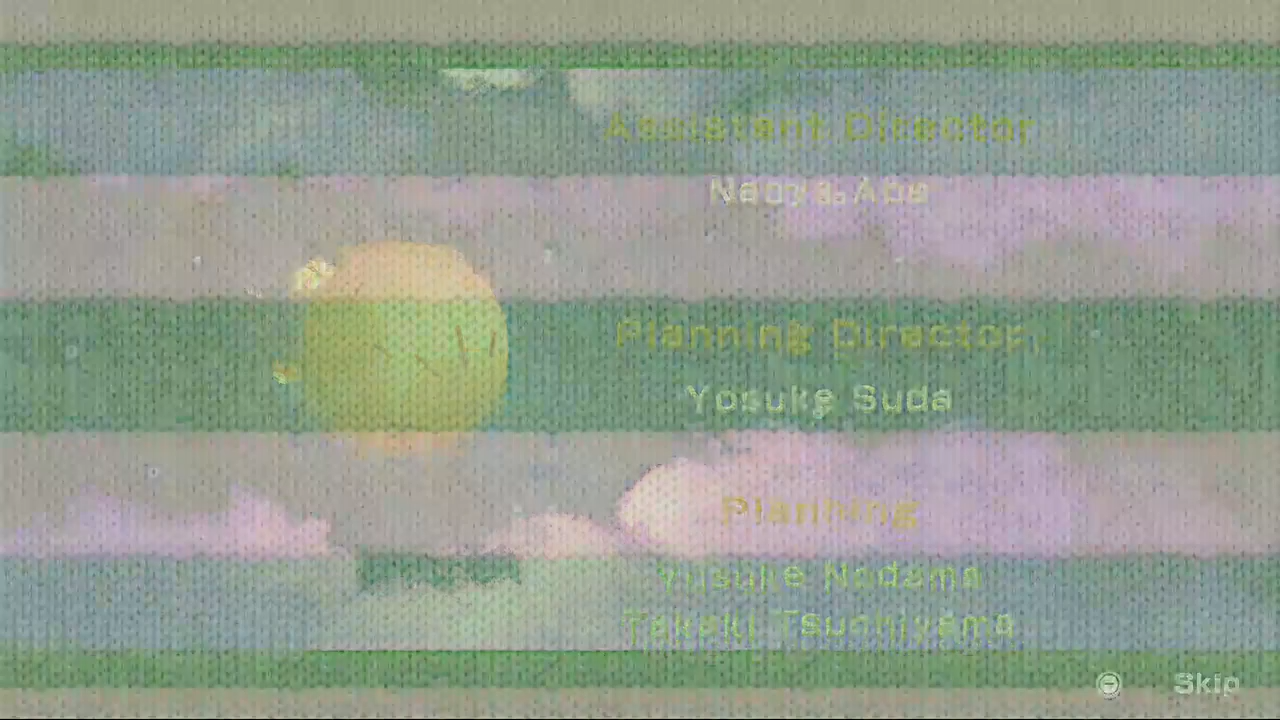 Assistant Director
Naoya Abe
Planning Director
Yosuke Suda
Planning
Yusuke Nodama
Takaki Tsuchiyama
Skip